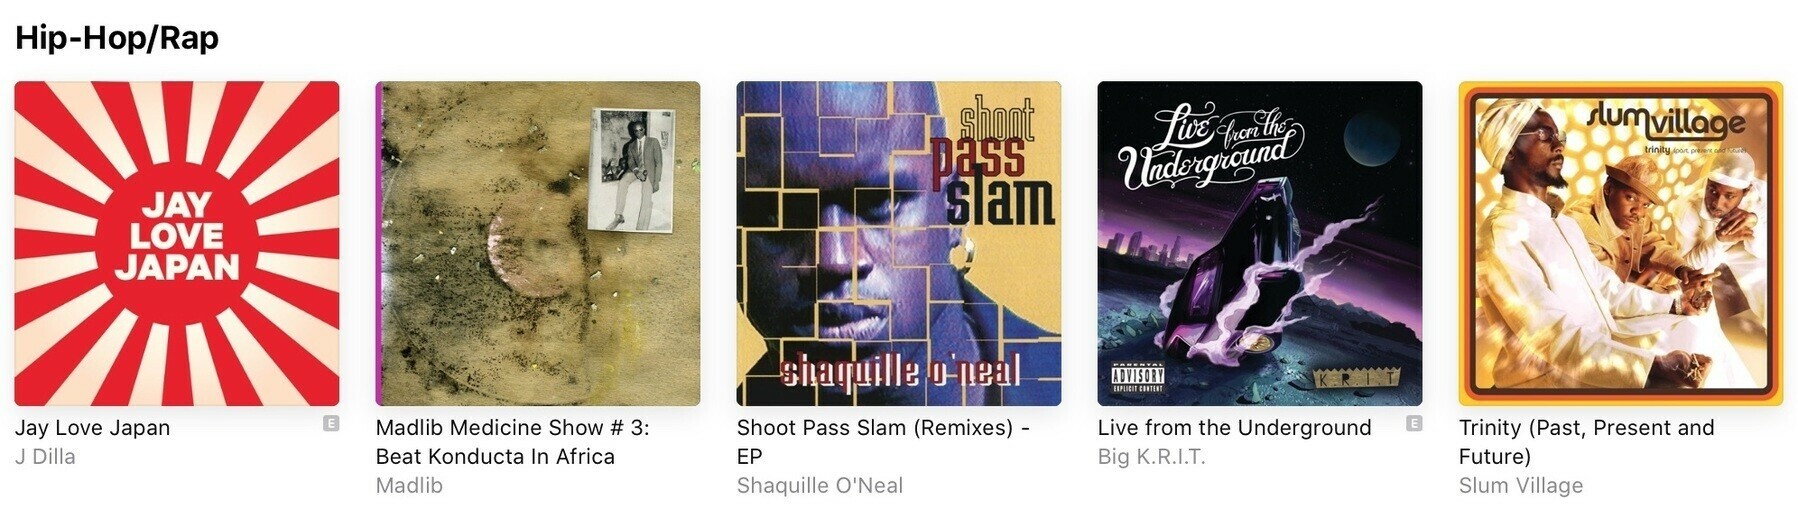 Hip-Hop/Rap
JAY
LOVE
JAPAN
shoot
pass
slam
shaquille o'neal
Live from the
Underground
PARENTAL
ADVISORY
EXPLICIT CONTENT
K.R.I.T
slum village
trinity (past, present and future)
Jay Love Japan E
J Dilla
Madlib Medicine Show # 3:
Beat Konducta In Africa
Madlib
Shoot Pass Slam (Remixes) -
EP
Shaquille O'Neal
Live from the Underground E
Big K.R.I.T.
Trinity (Past, Present and
Future)
Slum Village